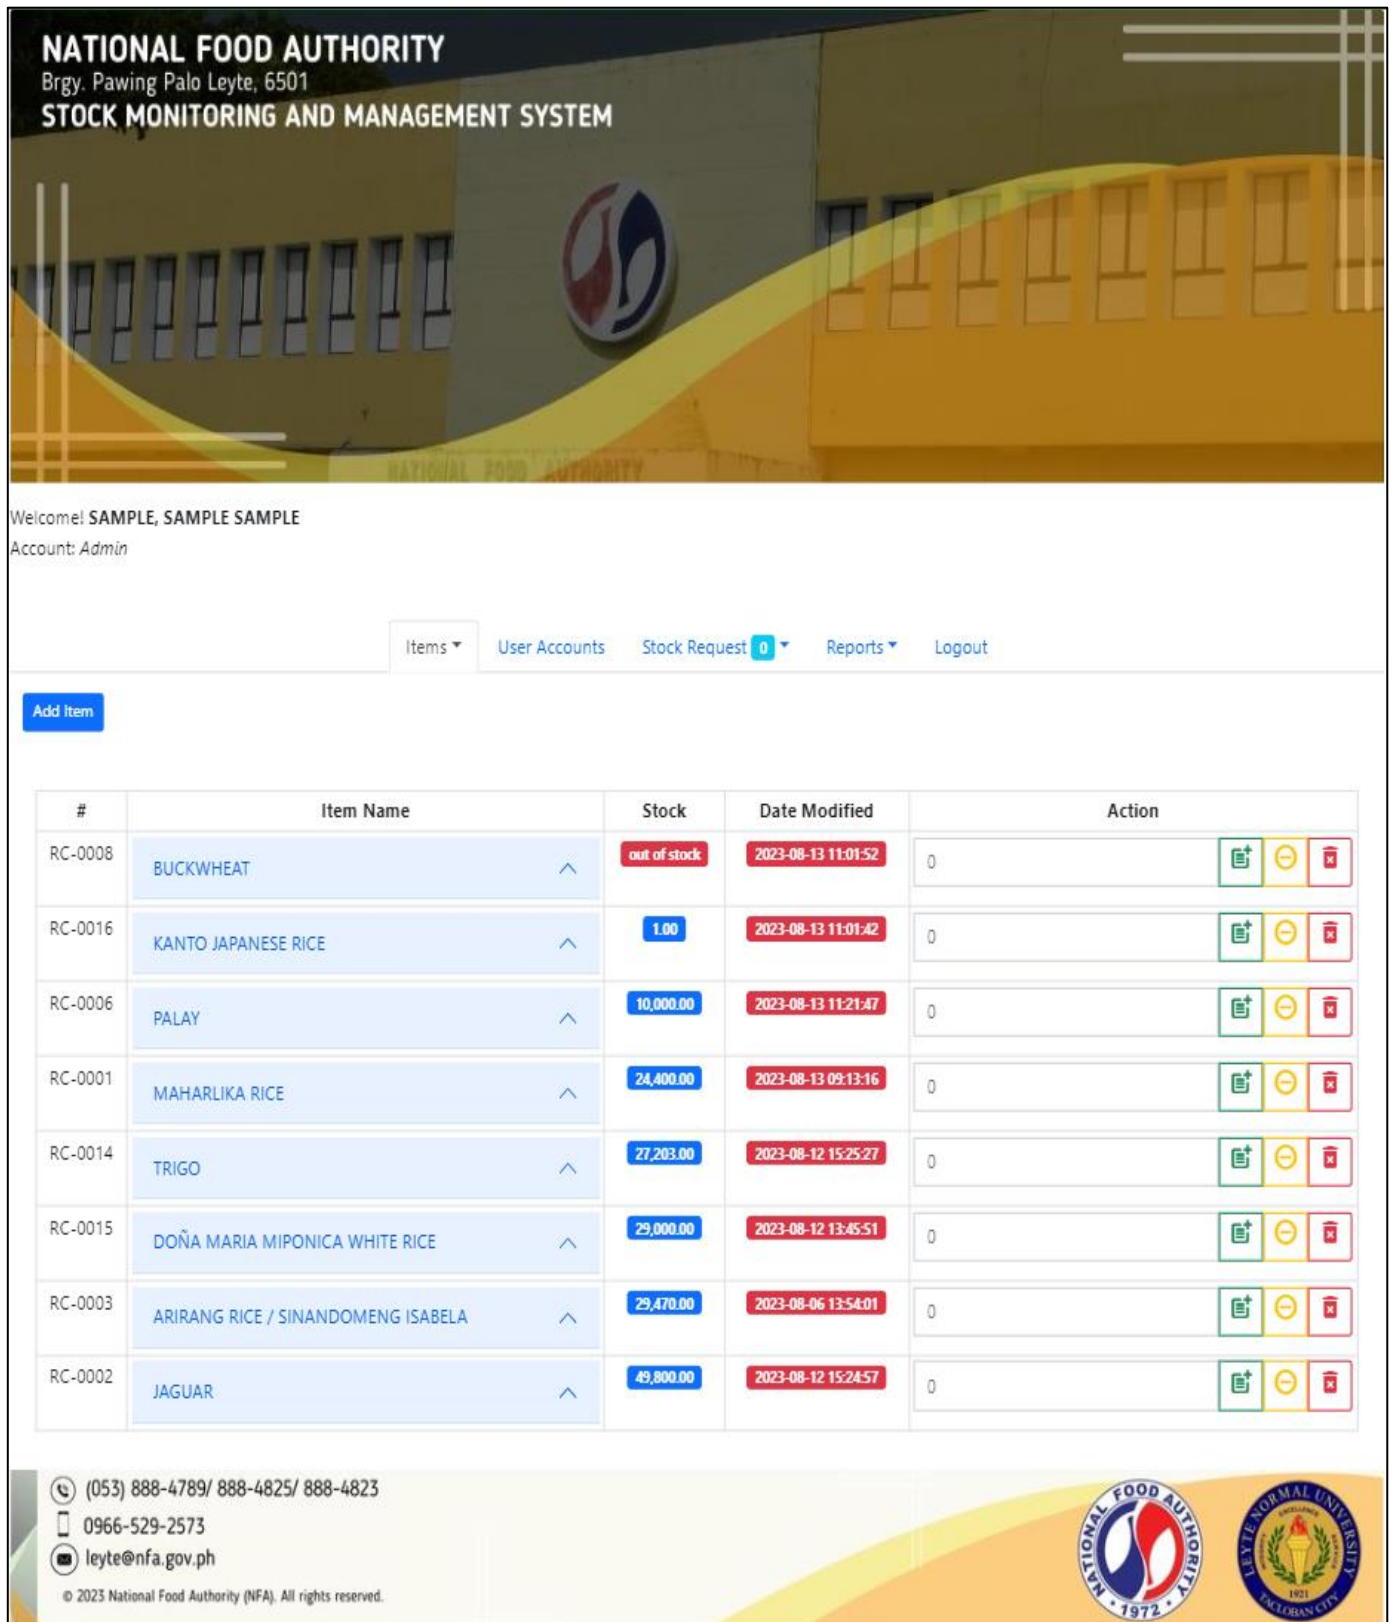 NATIONAL FOOD AUTHORITY
Brgy. Pawing Palo Leyte, 6501
STOCK MONITORING AND MANAGEMENT SYSTEM
NATIONAL FOOD AUTHORITY
Welcome! SAMPLE, SAMPLE SAMPLE
Account: Admin
Items User Accounts Stock Request 0 Reports Logout
Add Item
# Item Name Stock Date Modified Action
RC-0008 BUCKWHEAT out of stock 2023-08-13 11:01:52 0
RC-0016 KANTO JAPANESE RICE 1.00 2023-08-13 11:01:42 0
RC-0006 PALAY 10,000.00 2023-08-13 11:21:47 0
RC-0001 MAHARLIKA RICE 24,400.00 2023-08-13 09:13:16 0
RC-0014 TRIGO 27,203.00 2023-08-12 15:25:27 0
RC-0015 DOÑA MARIA MIPONICA WHITE RICE 29,000.00 2023-08-12 13:45:51 0
RC-0003 ARIRANG RICE / SINANDOMENG ISABELA 29,470.00 2023-08-06 13:54:01 0
RC-0002 JAGUAR 49,800.00 2023-08-12 15:24:57 0
(053) 888-4789/ 888-4825/ 888-4823
0966-529-2573
leyte@nfa.gov.ph
© 2023 National Food Authority (NFA). All rights reserved.
NATIONAL FOOD AUTHORITY
1972
LEYTE NORMAL UNIVERSITY
EXCELLENCE
1921
TACLOBAN CITY